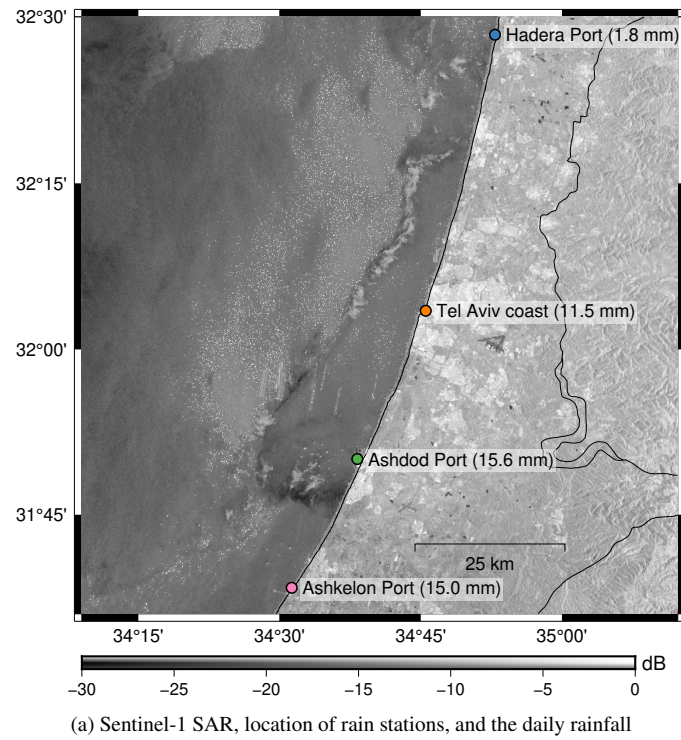 32°30'
Hadera Port (1.8 mm)
32°15'
Tel Aviv coast (11.5 mm)
32°00'
Ashdod Port (15.6 mm)
31°45'
25 km
Ashkelon Port (15.0 mm)
34°15' 34°30' 34°45' 35°00'
dB
−30 −25 −20 −15 −10 −5 0
(a) Sentinel-1 SAR, location of rain stations, and the daily rainfall